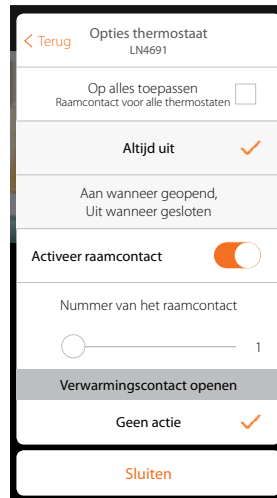 Terug
Opties thermostaat
LN4691
Op alles toepassen
Raamcontact voor alle thermostaten
Altijd uit
Aan wanneer geopend,
Uit wanneer gesloten
Activeer raamcontact
Nummer van het raamcontact
1
Verwarmingscontact openen
Geen actie
Sluiten